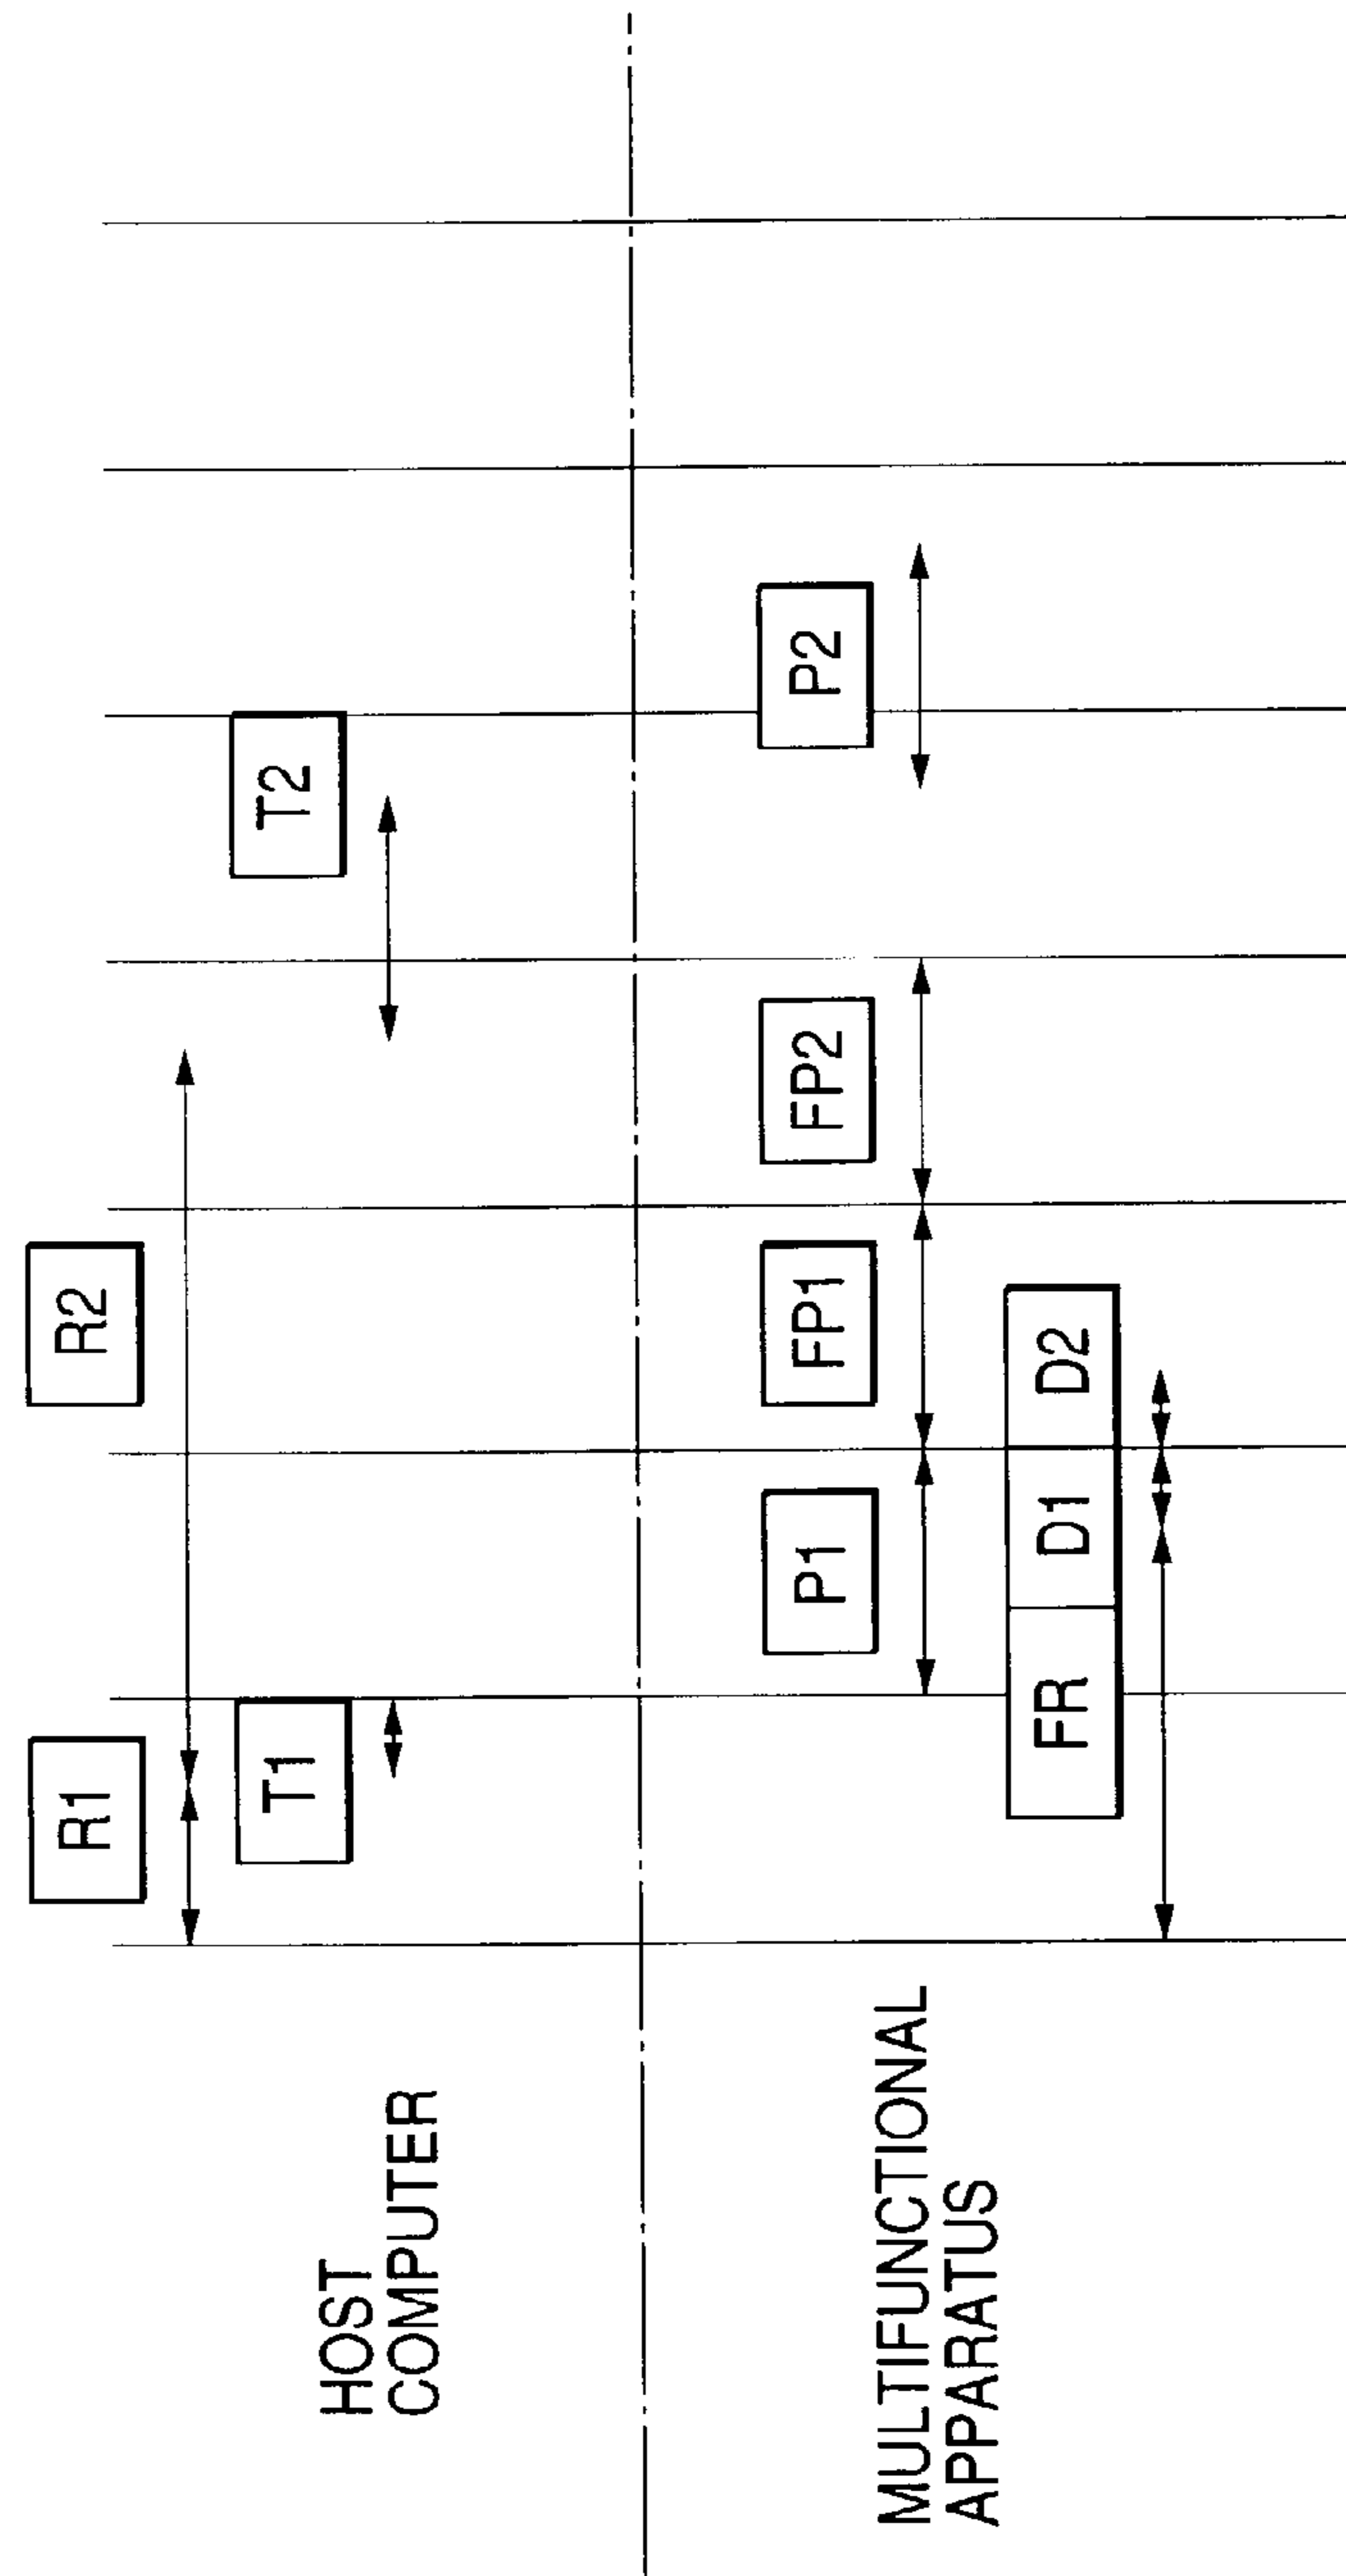 HOST
COMPUTER
R1
R2
T1
T2
MULTIFUNCTIONAL
APPARATUS
P1
FP1
FP2
P2
FR
D1
D2